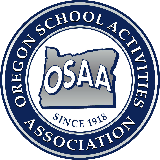 OREGON SCHOOL ACTIVITIES
OSAA
SINCE 1918
ASSOCIATION